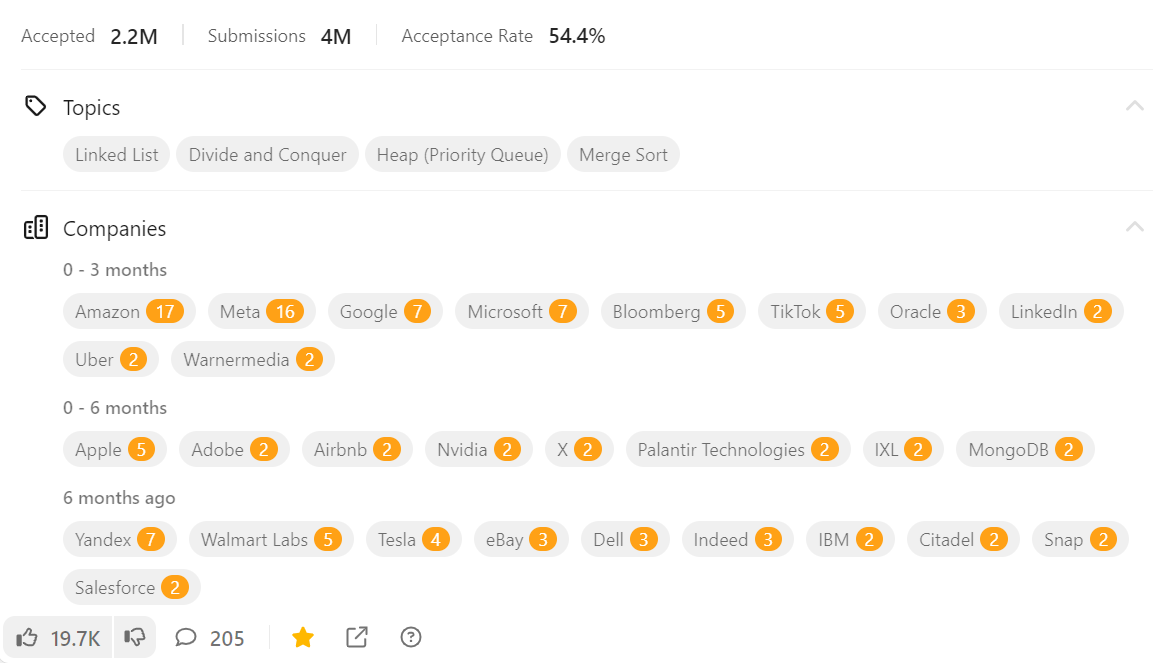 Accepted 2.2M Submissions 4M Acceptance Rate 54.4%
Topics
Linked List Divide and Conquer Heap (Priority Queue) Merge Sort
Companies
0 - 3 months
Amazon 17 Meta 16 Google 7 Microsoft 7 Bloomberg 5 TikTok 5 Oracle 3 LinkedIn 2
Uber 2 Warnermedia 2
0 - 6 months
Apple 5 Adobe 2 Airbnb 2 Nvidia 2 X 2 Palantir Technologies 2 IXL 2 MongoDB 2
6 months ago
Yandex 7 Walmart Labs 5 Tesla 4 eBay 3 Dell 3 Indeed 3 IBM 2 Citadel 2 Snap 2
Salesforce 2
19.7K 205